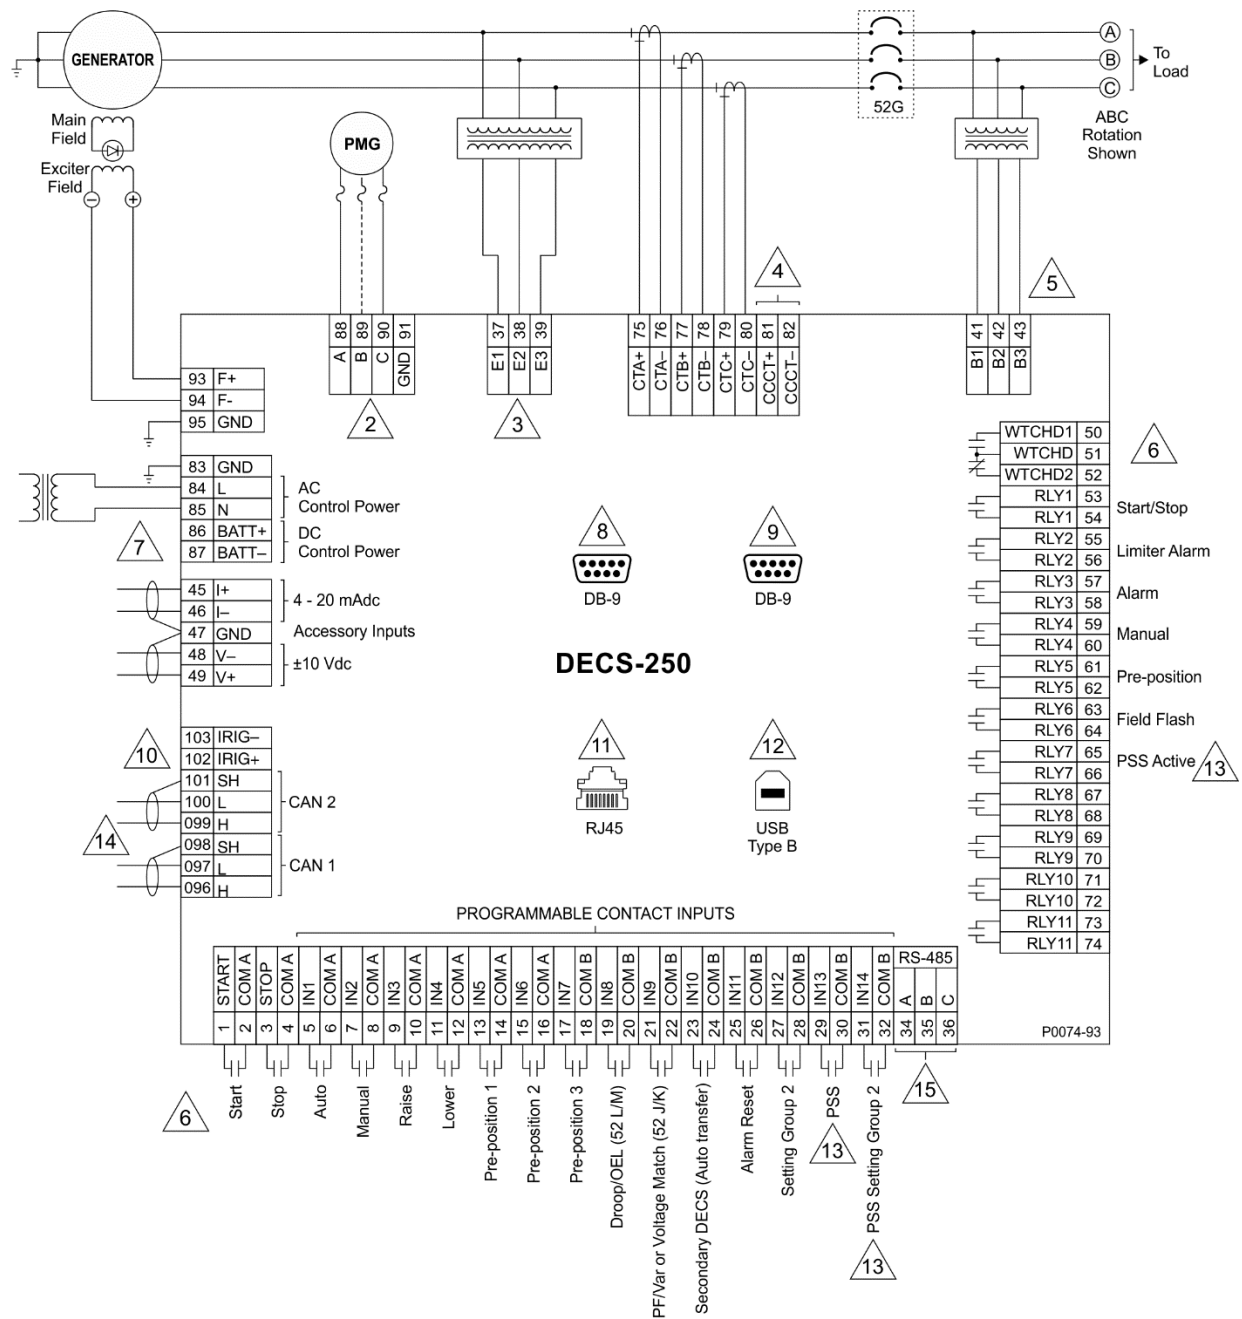 GENERATOR
Main
Field
Exciter
Field
PMG
52G
A
B
C
To
Load
ABC
Rotation
Shown
4
5
88 A
89 B
90 C
91 GND
2
37 E1
38 E2
39 E3
3
75 CTA+
76 CTA–
77 CTB+
78 CTB–
79 CTC+
80 CTC–
81 CCCT+
82 CCCT–
41 B1
42 B2
43 B3
93 F+
94 F-
95 GND
83 GND
84 L
85 N
AC
Control Power
86 BATT+
87 BATT–
DC
Control Power
7
45 I+
46 I–
4 - 20 mAdc
47 GND
Accessory Inputs
48 V–
49 V+
±10 Vdc
103 IRIG–
102 IRIG+
10
101 SH
100 L
099 H
CAN 2
098 SH
097 L
096 H
CAN 1
14
8
DB-9
9
DB-9
DECS-250
11
RJ45
12
USB
Type B
WTCHD1 50
WTCHD 51
WTCHD2 52
6
RLY1 53
RLY1 54
Start/Stop
RLY2 55
RLY2 56
Limiter Alarm
RLY3 57
RLY3 58
Alarm
RLY4 59
RLY4 60
Manual
RLY5 61
RLY5 62
Pre-position
RLY6 63
RLY6 64
Field Flash
RLY7 65
RLY7 66
PSS Active 13
RLY8 67
RLY8 68
RLY9 69
RLY9 70
RLY10 71
RLY10 72
RLY11 73
RLY11 74
PROGRAMMABLE CONTACT INPUTS
1 START
2 COM A
3 STOP
4 COM A
5 IN1
6 COM A
7 IN2
8 COM A
9 IN3
10 COM A
11 IN4
12 COM A
13 IN5
14 COM A
15 IN6
16 COM A
17 IN7
18 COM B
19 IN8
20 COM B
21 IN9
22 COM B
23 IN10
24 COM B
25 IN11
26 COM B
27 IN12
28 COM B
29 IN13
30 COM B
31 IN14
32 COM B
RS-485
34 A
35 B
36 C
P0074-93
6
Start
Stop
Auto
Manual
Raise
Lower
Pre-position 1
Pre-position 2
Pre-position 3
Droop/OEL (52 L/M)
PF/Var or Voltage Match (52 J/K)
Secondary DECS (Auto transfer)
Alarm Reset
Setting Group 2
PSS
13
PSS Setting Group 2
13
15